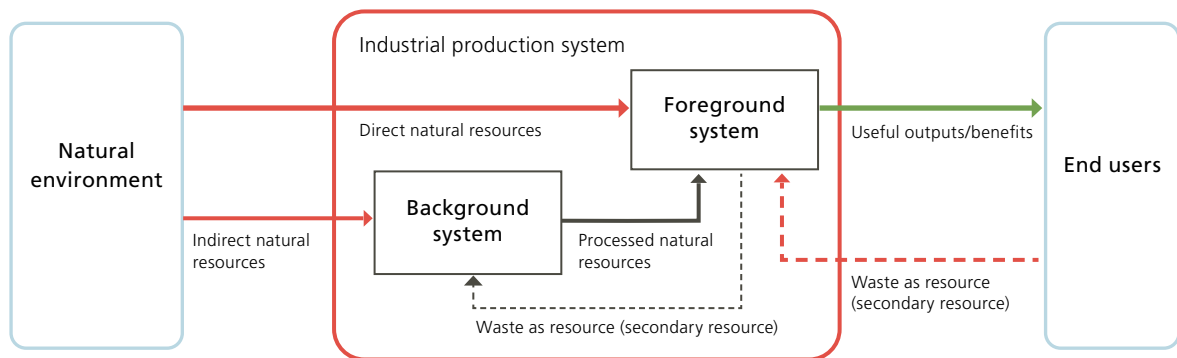 Industrial production system
Natural
environment
Direct natural resources
Foreground
system
Useful outputs/benefits
End users
Indirect natural
resources
Background
system
Processed natural
resources
Waste as resource (secondary resource)
Waste as resource
(secondary resource)